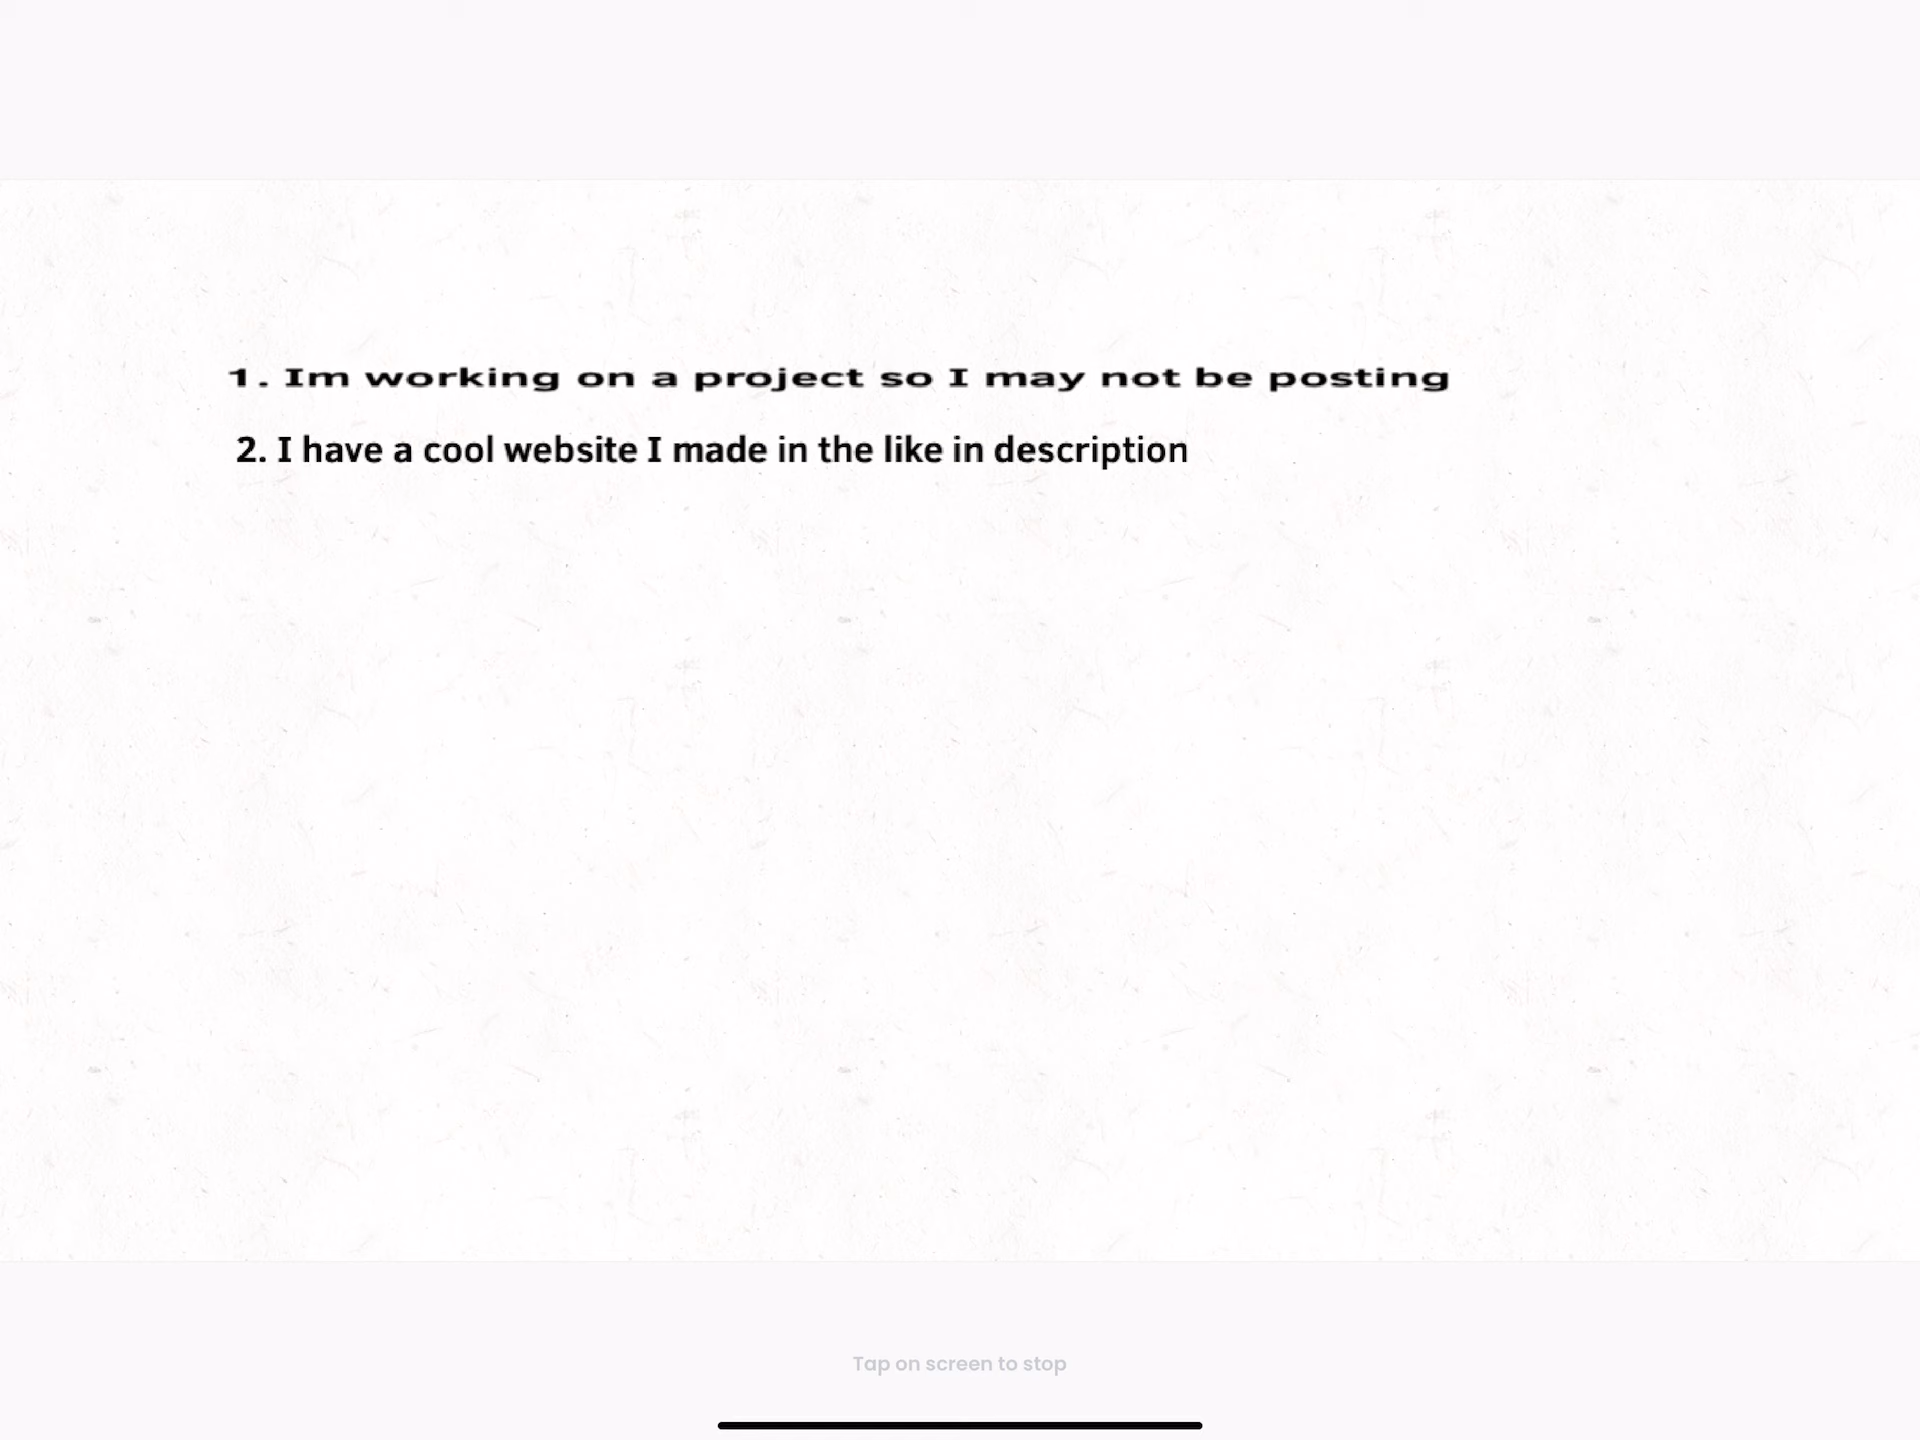 1. Im working on a project so I may not be posting
2. I have a cool website I made in the like in description
Tap on screen to stop